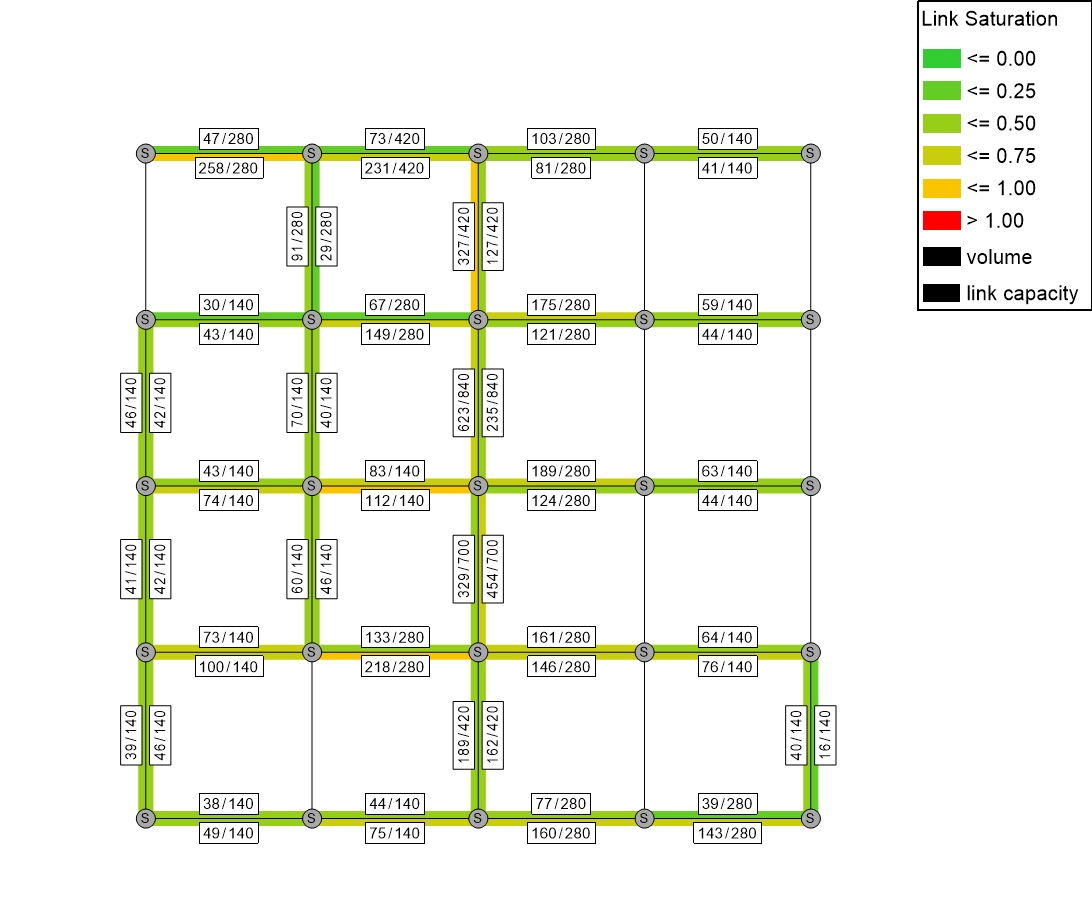 Link Saturation
<= 0.00
<= 0.25
<= 0.50
<= 0.75
<= 1.00
> 1.00
volume
link capacity
47/280
73/420
103/280
50/140
S
S
S
S
S
258/280
231/420
81/280
41/140
91/280
29/280
327/420
127/420
30/140
67/280
175/280
59/140
S
S
S
S
S
43/140
149/280
121/280
44/140
46/140
42/140
70/140
40/140
623/840
235/840
43/140
83/140
189/280
63/140
S
S
S
S
S
74/140
112/140
124/280
44/140
41/140
42/140
60/140
46/140
329/700
454/700
73/140
133/280
161/280
64/140
S
S
S
S
S
100/140
218/280
146/280
76/140
39/140
46/140
189/420
162/420
40/140
16/140
38/140
44/140
77/280
39/280
S
S
S
S
S
49/140
75/140
160/280
143/280